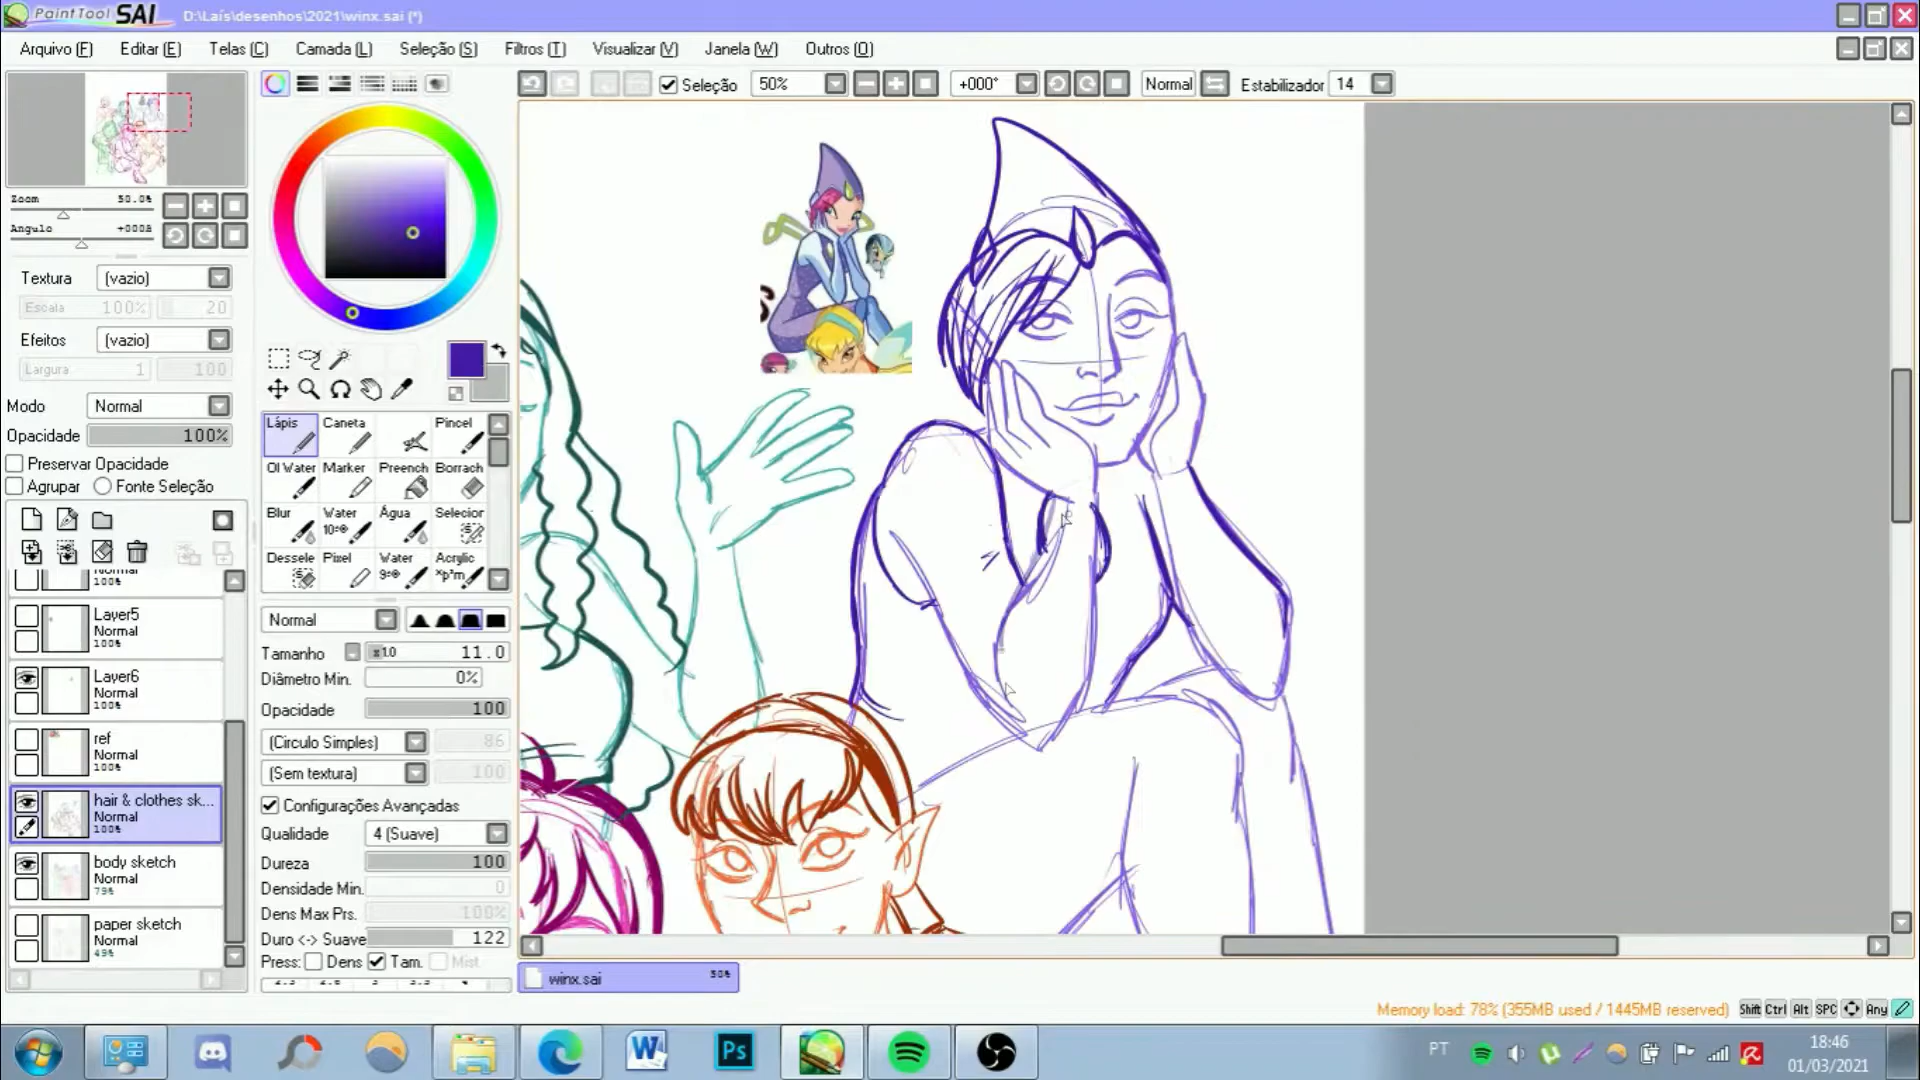 PaintTool SAI D:\Laís\desenhos\2021\winx.sai (*)
Arquivo (F) Editar (E) Telas (C) Camada (L) Seleção (S) Filtros (T) Visualizar (V) Janela (W) Outros (O)
Seleção 50% +000° Normal Estabilizador 14
Zoom 50.0%
Angulo +000Å
Textura (vazio)
Escala 100% 20
Efeitos (vazio)
Largura 1 100
Modo Normal
Opacidade 100%
Preservar Opacidade
Agrupar Fonte Seleção
100%
Layer5
Normal
100%
Layer6
Normal
100%
ref
Normal
100%
hair & clothes sk...
Normal
100%
body sketch
Normal
79%
paper sketch
Normal
49%
Lápis Caneta Pincel
Oil Water Marker Preench Borrach
Blur Water Água Selecior
10
Dessele Pixel Water Acrylic
Normal
Tamanho x1.0 11.0
Diâmetro Min. 0%
Opacidade 100
(Circulo Simples) 86
(Sem textura) 100
Configurações Avançadas
Qualidade 4 (Suave)
Dureza 100
Densidade Min. 0
Dens Max Prs. 100%
Duro <-> Suave 122
Press: Dens Tam. Mist
winx.sai 50%
Memory load: 78% (355MB used / 1445MB reserved) Shift Ctrl Alt SPC Any
W Ps
PT 18:46
01/03/2021